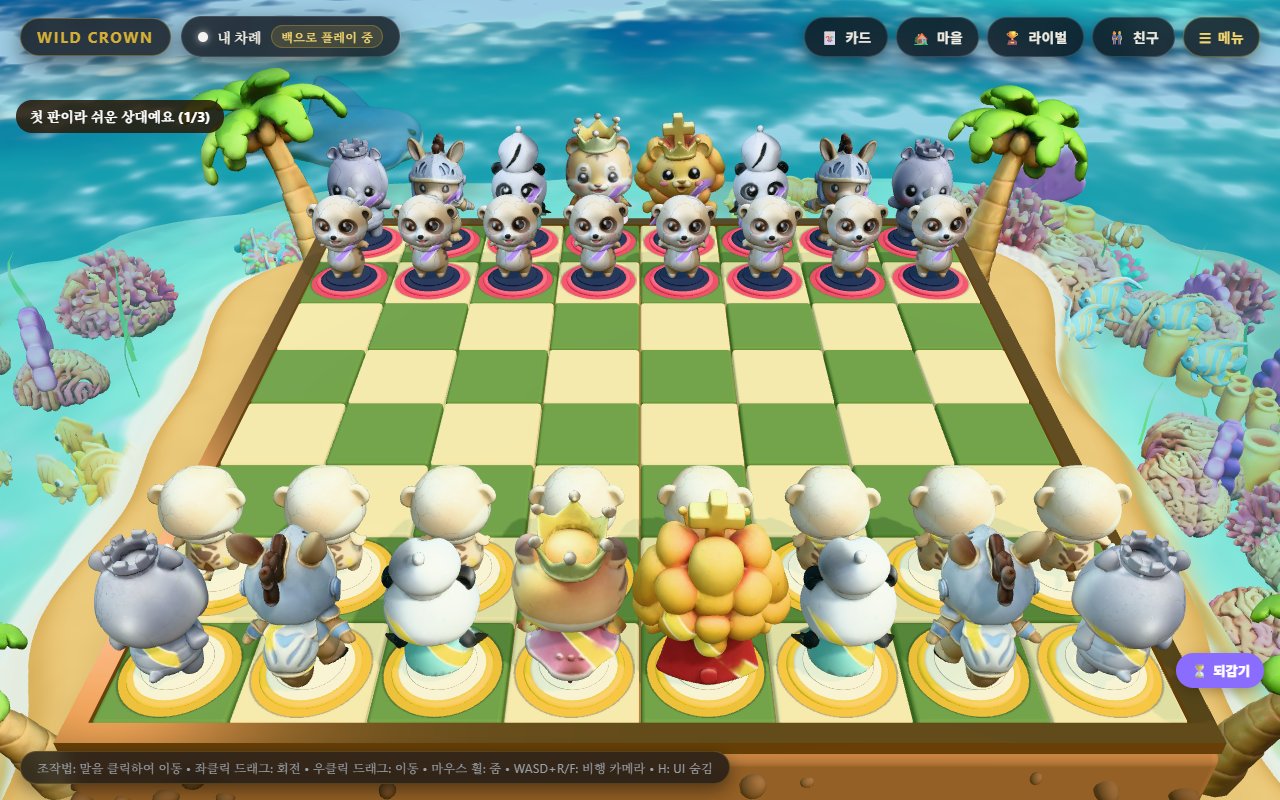 WILD CROWN
내 차례
백으로 플레이 중
카드
마을
라이벌
친구
☰ 메뉴
첫 판이라 쉬운 상대예요 (1/3)
되감기
조작법: 말을 클릭하여 이동 • 좌클릭 드래그: 회전 • 우클릭 드래그: 이동 • 마우스 휠: 줌 • WASD+R/F: 비행 카메라 • H: UI 숨김